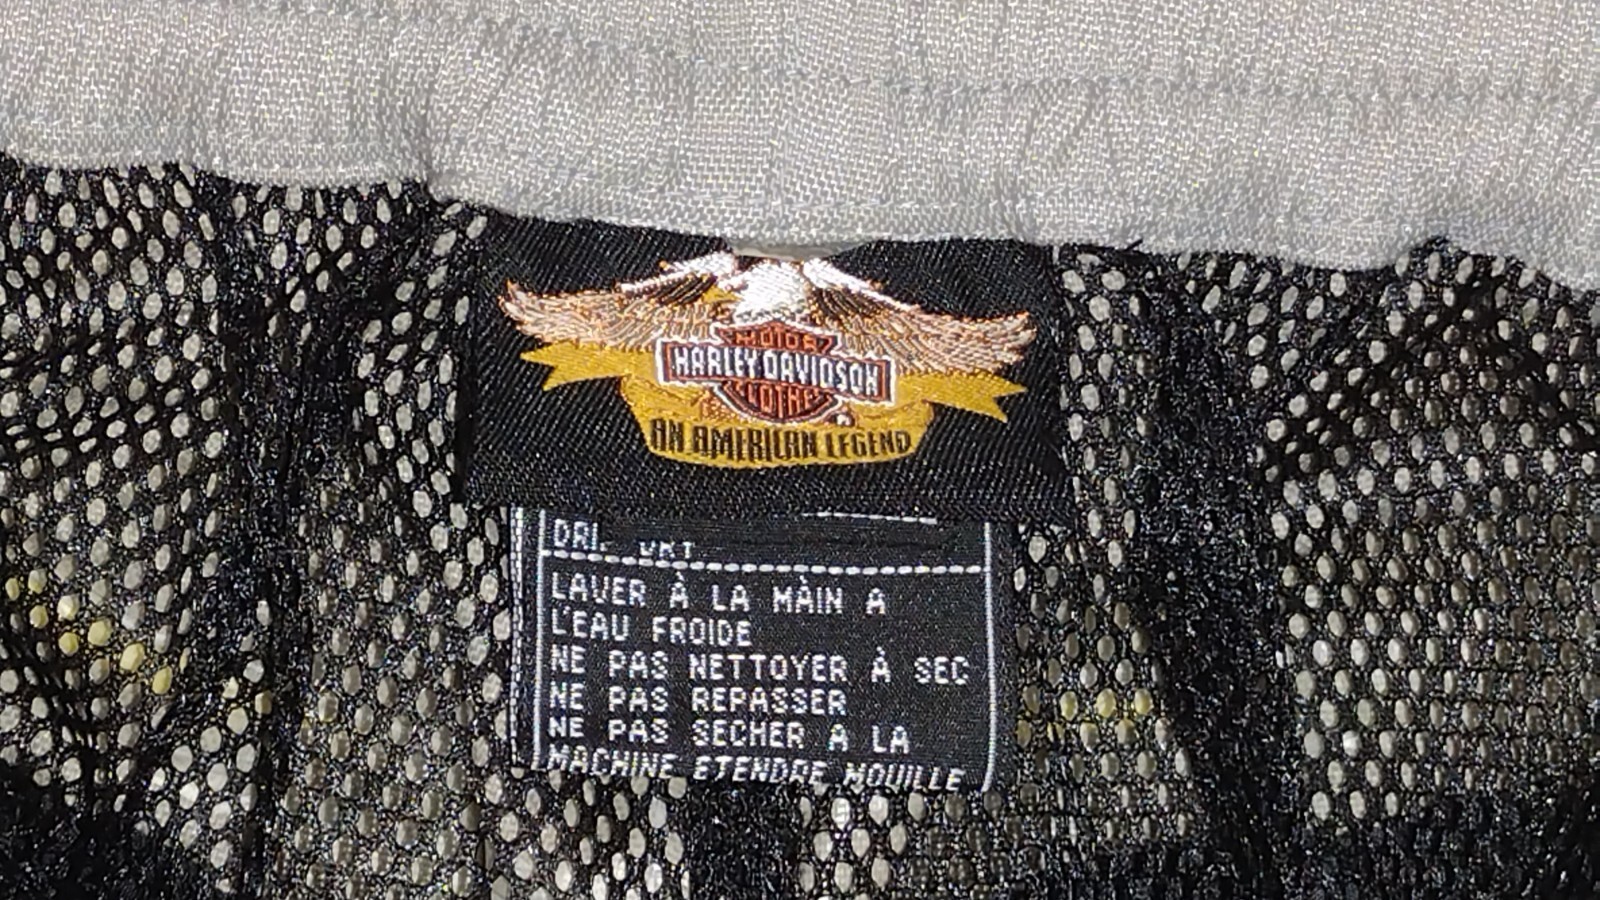 MOTOR
HARLEY-DAVIDSON
CLOTHES
AN AMERICAN LEGEND
LAVER À LA MÀIN A
L'EAU FROIDE
NE PAS NETTOYER À SEC
NE PAS REPASSER
NE PAS SECHER A LA
MACHINE ETENDRE MOUILLE